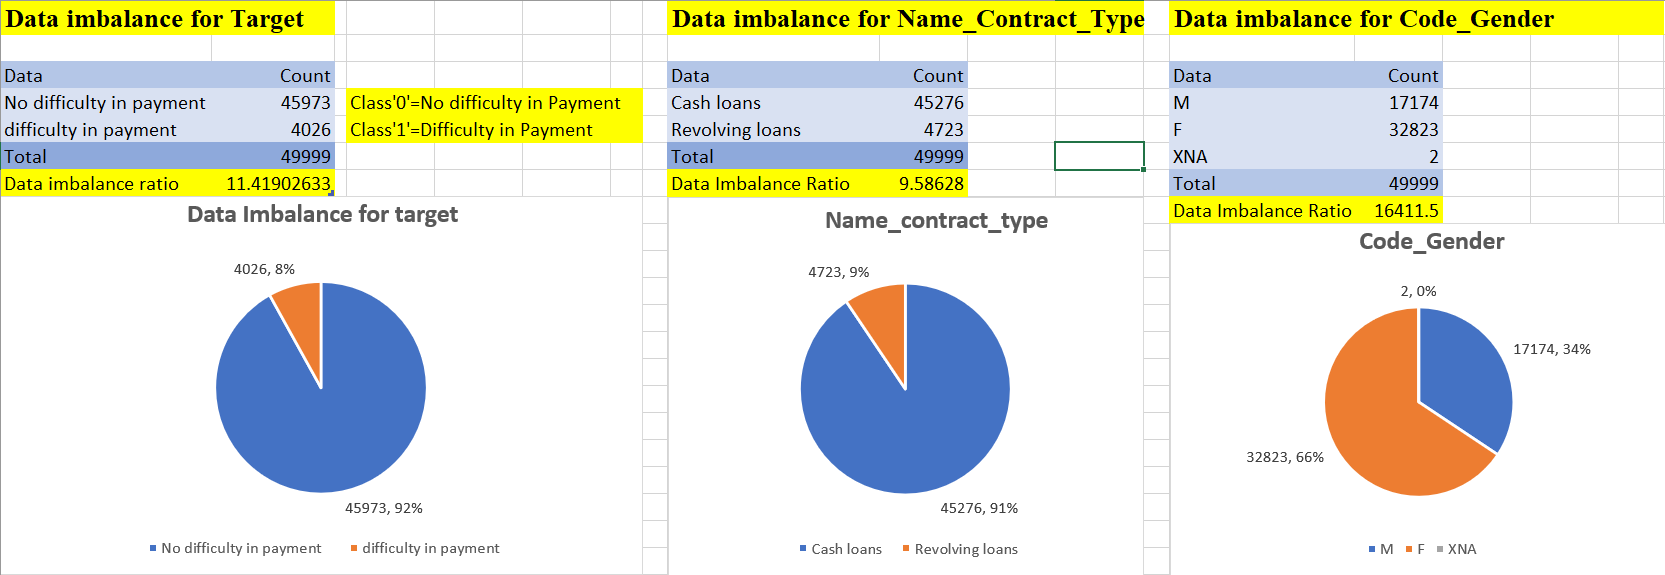 Data imbalance for Target
Data Count
No difficulty in payment 45973
difficulty in payment 4026
Total 49999
Data imbalance ratio 11.41902633
Class'0'=No difficulty in Payment
Class'1'=Difficulty in Payment
Data Imbalance for target
4026, 8%
45973, 92%
No difficulty in payment difficulty in payment
Data imbalance for Name_Contract_Type
Data Count
Cash loans 45276
Revolving loans 4723
Total 49999
Data Imbalance Ratio 9.58628
Name_contract_type
4723, 9%
45276, 91%
Cash loans Revolving loans
Data imbalance for Code_Gender
Data Count
M 17174
F 32823
XNA 2
Total 49999
Data Imbalance Ratio 16411.5
Code_Gender
2, 0%
17174, 34%
32823, 66%
M F XNA